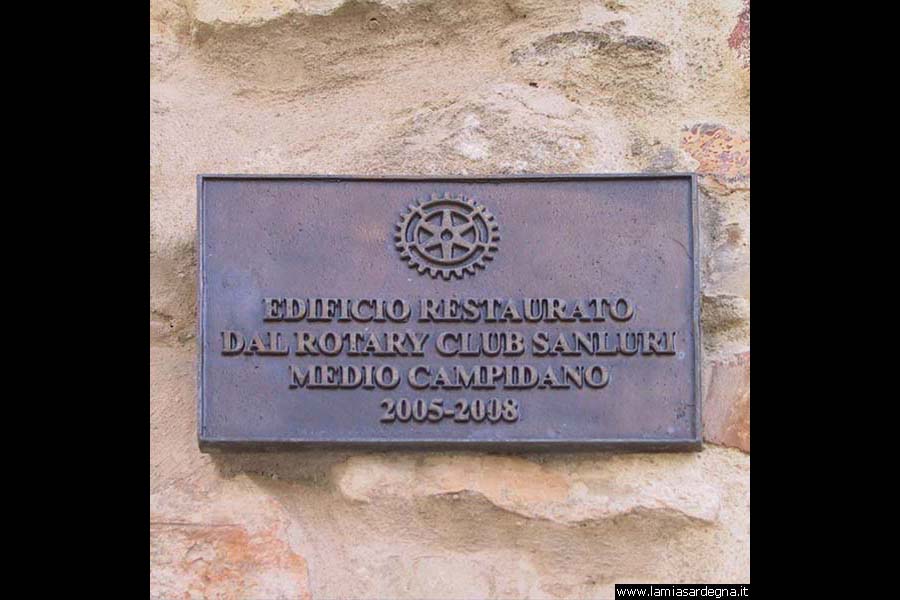 EDIFICIO RESTAURATO
DAL ROTARY CLUB SANLURI
MEDIO CAMPIDANO
2005-2008
www.lamiasardegna.it